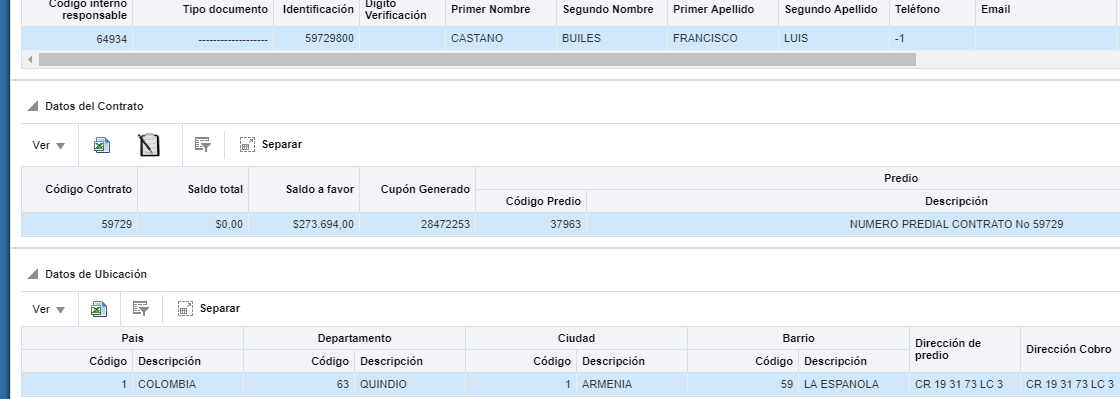 Código interno responsable Tipo documento Identificación Dígito Verificación Primer Nombre Segundo Nombre Primer Apellido Segundo Apellido Teléfono Email
64934 ------------------- 59729800 CASTANO BUILES FRANCISCO LUIS -1
Datos del Contrato
Ver Separar
Código Contrato Saldo total Saldo a favor Cupón Generado Predio
Código Predio Descripción
59729 $0,00 $273.694,00 28472253 37963 NUMERO PREDIAL CONTRATO No 59729
Datos de Ubicación
Ver Separar
Pais Departamento Ciudad Barrio Dirección de predio Dirección Cobro
Código Descripción Código Descripción Código Descripción Código Descripción
1 COLOMBIA 63 QUINDIO 1 ARMENIA 59 LA ESPANOLA CR 19 31 73 LC 3 CR 19 31 73 LC 3